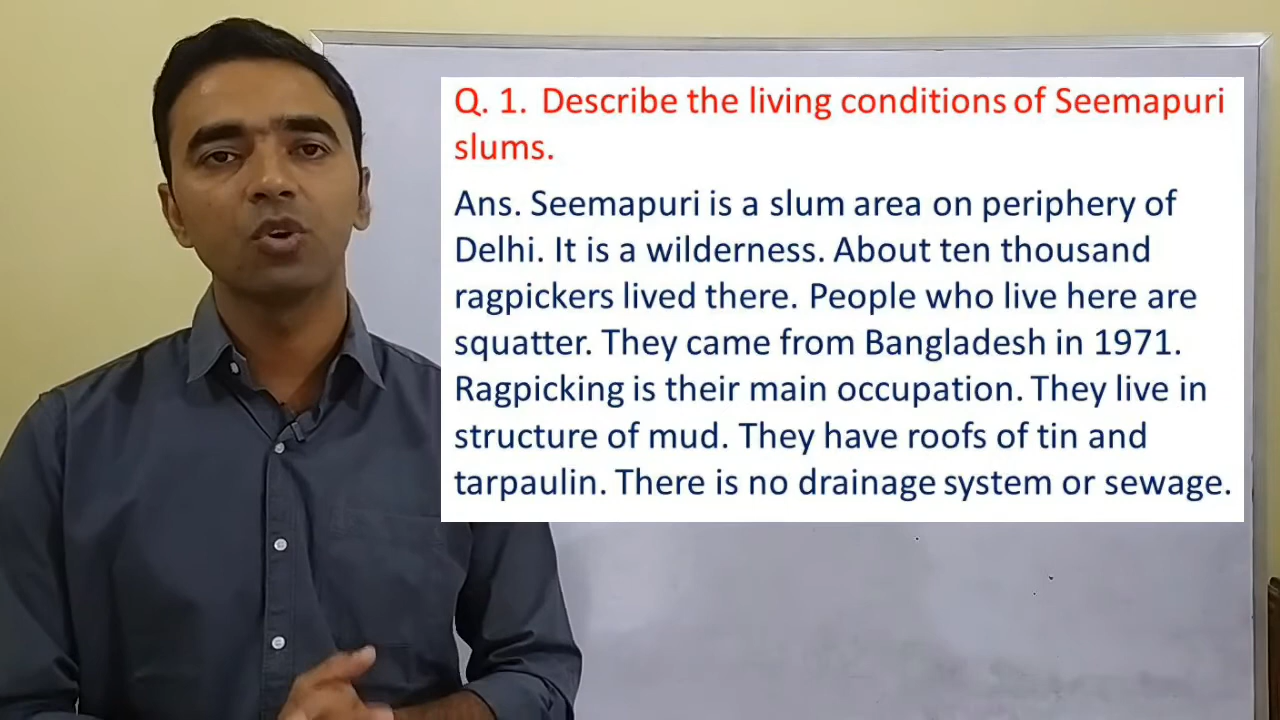 Q. 1. Describe the living conditions of Seemapuri
slums.
Ans. Seemapuri is a slum area on periphery of
Delhi. It is a wilderness. About ten thousand
ragpickers lived there. People who live here are
squatter. They came from Bangladesh in 1971.
Ragpicking is their main occupation. They live in
structure of mud. They have roofs of tin and
tarpaulin. There is no drainage system or sewage.